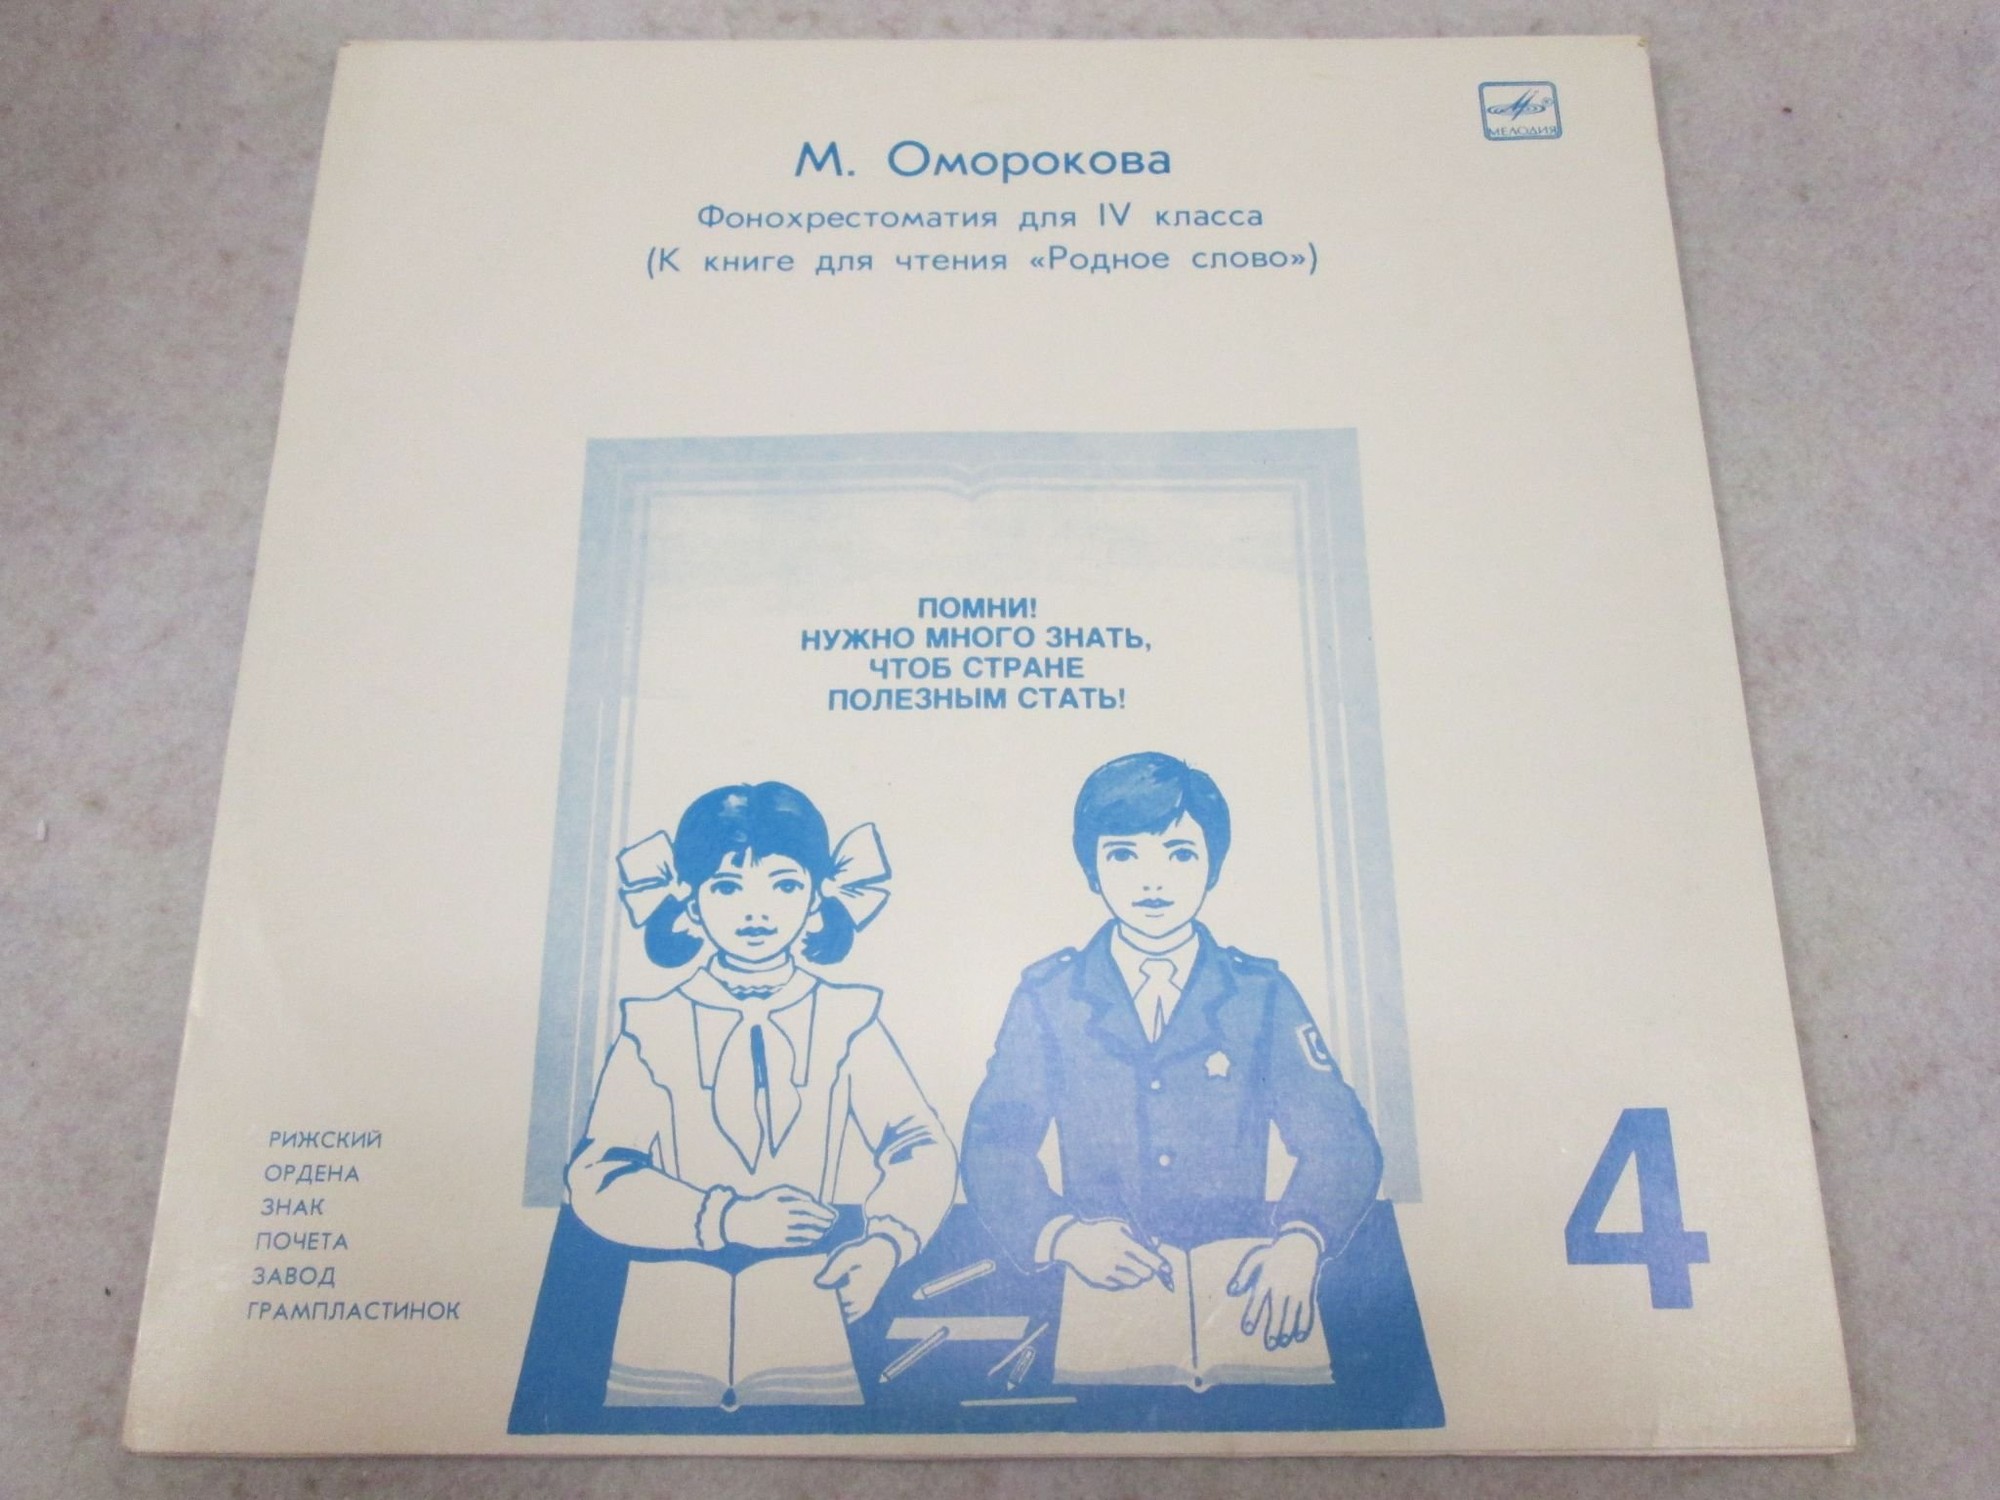 МЕЛОДИЯ
М. Оморокова
Фонохрестоматия для IV класса
(К книге для чтения «Родное слово»)
ПОМНИ!
НУЖНО МНОГО ЗНАТЬ,
ЧТОБ СТРАНЕ
ПОЛЕЗНЫМ СТАТЬ!
РИЖСКИЙ
ОРДЕНА
ЗНАК
ПОЧЕТА
ЗАВОД
ГРАМПЛАСТИНОК
4